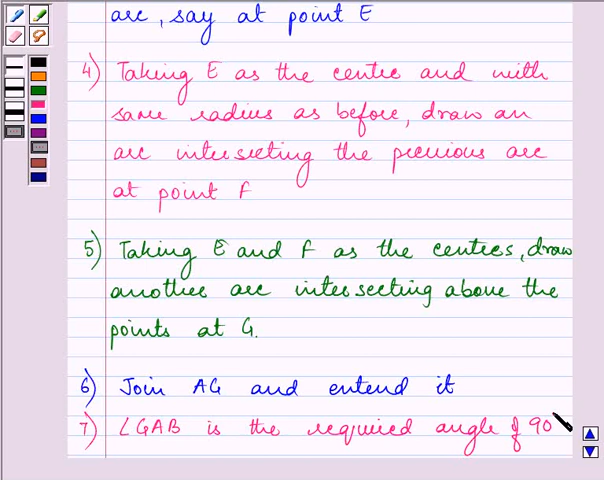 arc, say at point E
4) Taking E as the centre and with
same radius as before, draw an
arc intersecting the previous arc
at point F
5) Taking E and F as the centres, draw
another arc intersecting above the
points at G.
6) Join AG and extend it
7) ∠GAB is the required angle of 90